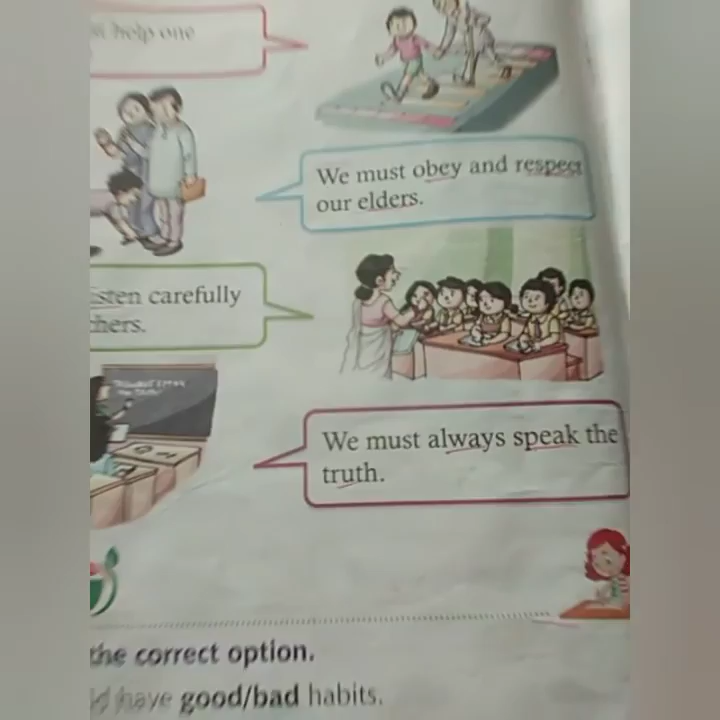 help one
We must obey and respect
our elders.
sten carefully
hers.
We must always speak the
truth.
the correct option.
have good/bad habits.